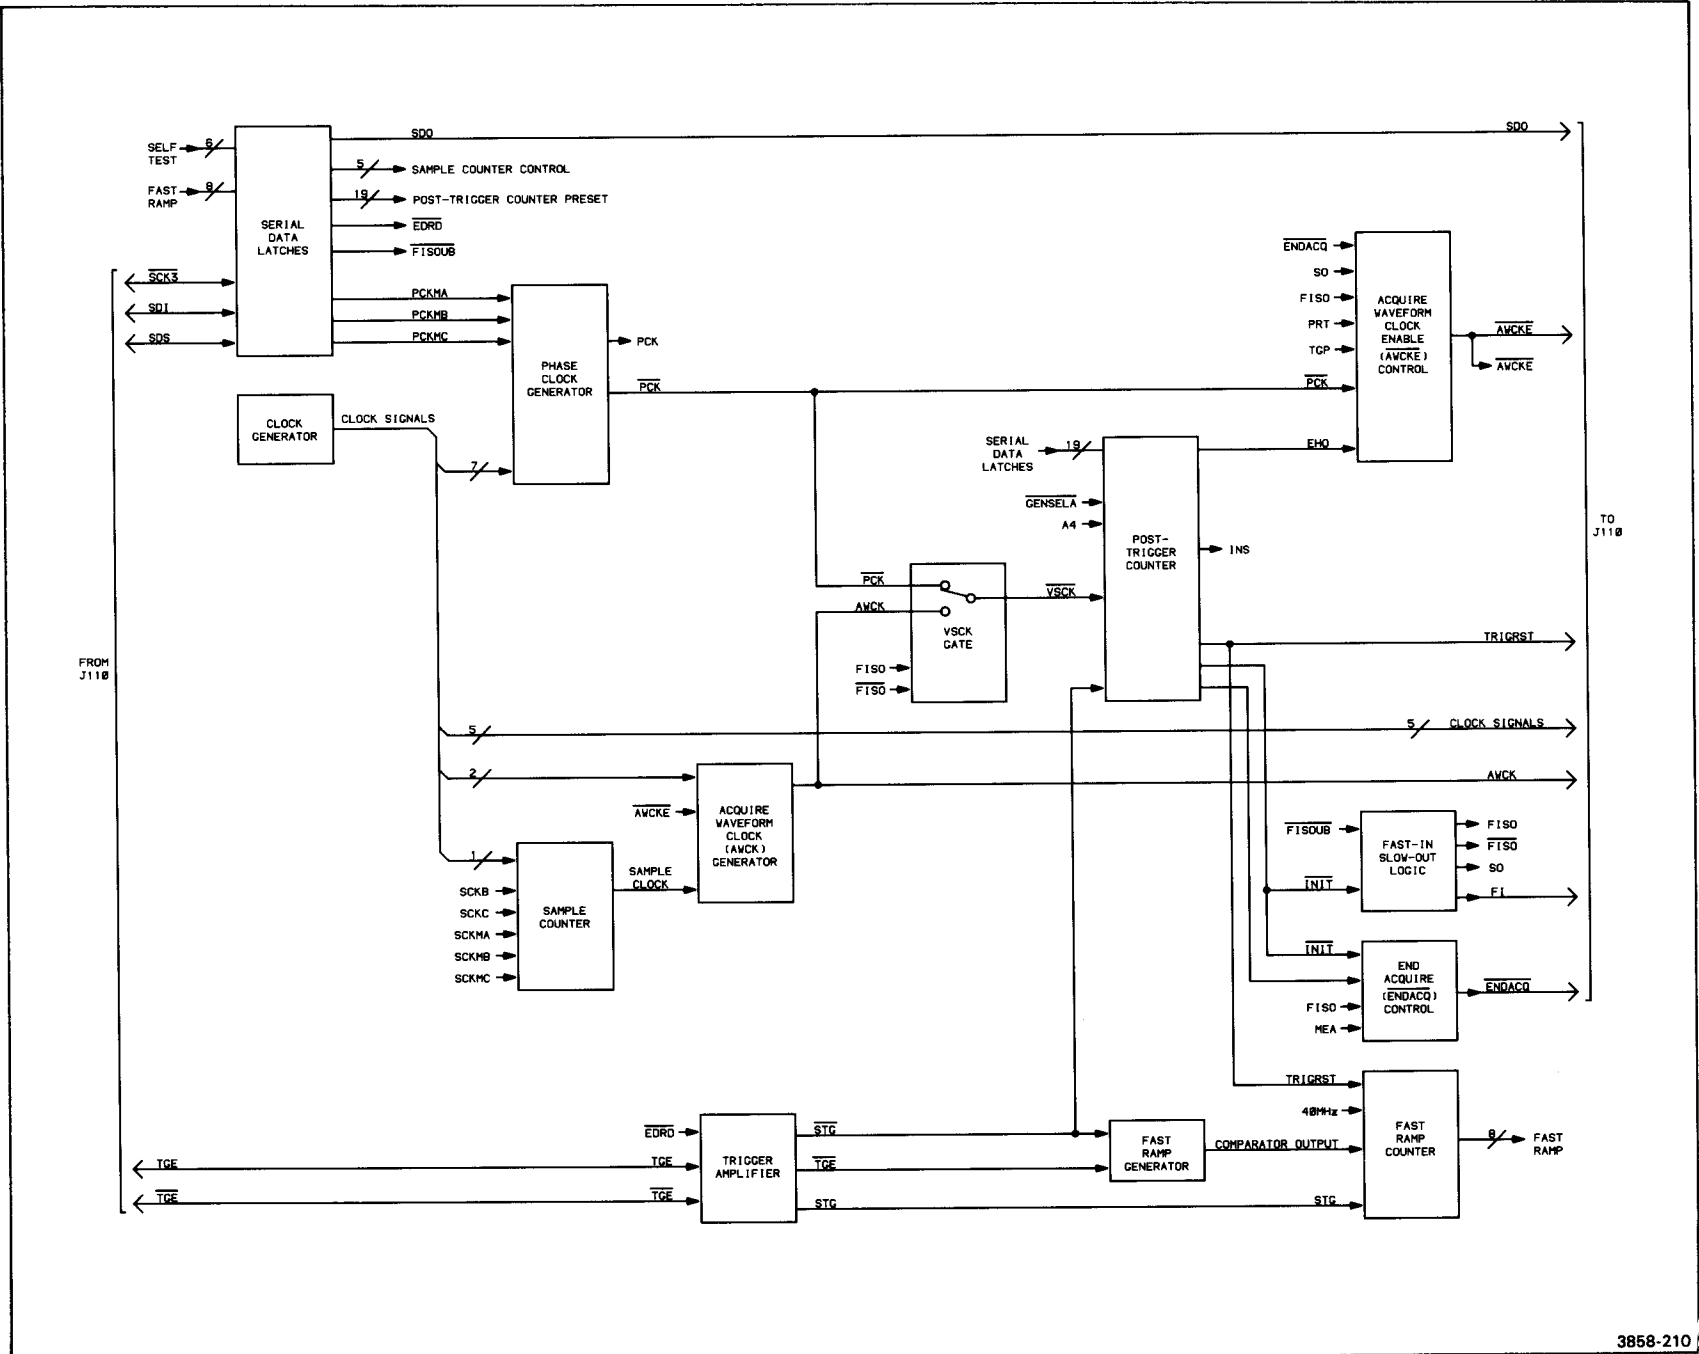 SELF
TEST
6
FAST
RAMP
8
SERIAL
DATA
LATCHES
SDO
SDO
5
SAMPLE COUNTER CONTROL
19
POST-TRIGGER COUNTER PRESET
EDRD
FISOUB
SCK3
SDI
SDS
PCKMA
PCKMB
PCKMC
PHASE
CLOCK
GENERATOR
PCK
PCK
CLOCK
GENERATOR
CLOCK SIGNALS
7
ENDACQ
SO
FISO
PRT
TGP
PCK
EHO
ACQUIRE
WAVEFORM
CLOCK
ENABLE
(AWCKE)
CONTROL
AWCKE
AWCKE
SERIAL
DATA
LATCHES
19
GENSELA
A4
POST-
TRIGGER
COUNTER
INS
TO
J110
PCK
AWCK
VSCK
GATE
FISO
FISO
VSCK
TRIGRST
FROM
J110
5
5
CLOCK SIGNALS
2
AWCKE
ACQUIRE
WAVEFORM
CLOCK
(AWCK)
GENERATOR
AWCK
1
SCKB
SCKC
SCKMA
SCKMB
SCKMC
SAMPLE
COUNTER
SAMPLE
CLOCK
FISOUB
INIT
FAST-IN
SLOW-OUT
LOGIC
FISO
FISO
SO
FI
INIT
FISO
MEA
END
ACQUIRE
(ENDACQ)
CONTROL
ENDACQ
TRIGRST
40MHz
FAST
RAMP
COUNTER
8
FAST
RAMP
EDRD
TGE
TGE
TGE
TGE
TRIGGER
AMPLIFIER
STG
TGE
STG
FAST
RAMP
GENERATOR
COMPARATOR OUTPUT
STG
3858-210